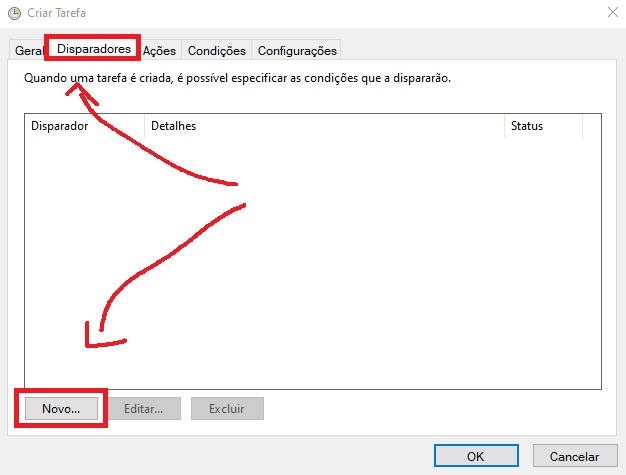 Criar Tarefa
Geral Disparadores Ações Condições Configurações
Quando uma tarefa é criada, é possível especificar as condições que a dispararão.
Disparador Detalhes Status
Novo... Editar... Excluir
OK Cancelar